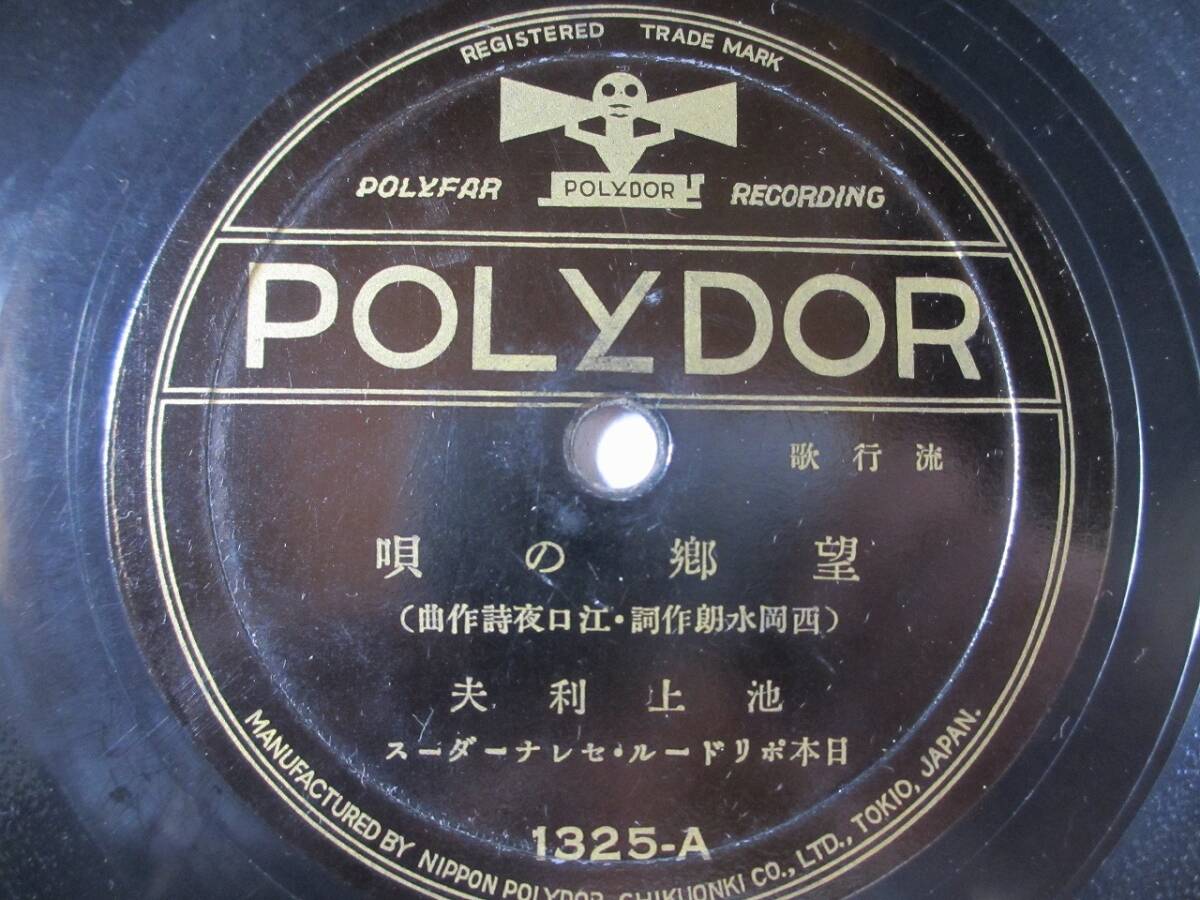 REGISTERED TRADE MARK
POLYFAR POLYDOR RECORDING
POLYDOR
流行歌
望鄕の唄
(西岡水朗作詞・江口夜詩作曲)
池上利夫
日本ポリドール・セレナーダース
1325-A
MANUFACTURED BY NIPPON POLYDOR CHIKUONKI CO., LTD., TOKIO, JAPAN.